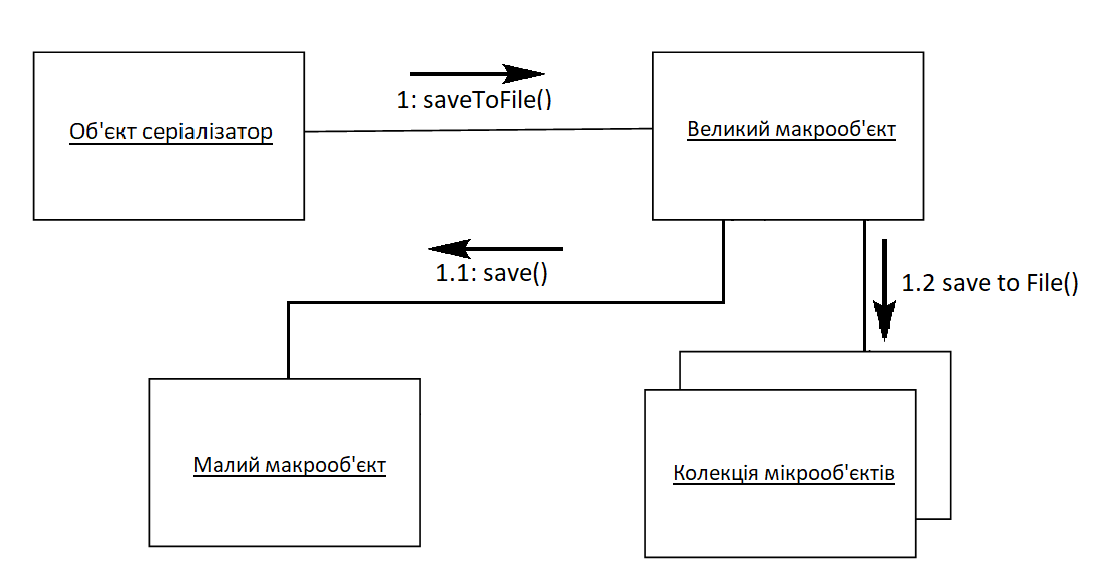 1: saveToFile()
Об'єкт серіалізатор
Великий макрооб'єкт
1.1: save()
1.2 save to File()
Малий макрооб'єкт
Колекція мікрооб'єктів